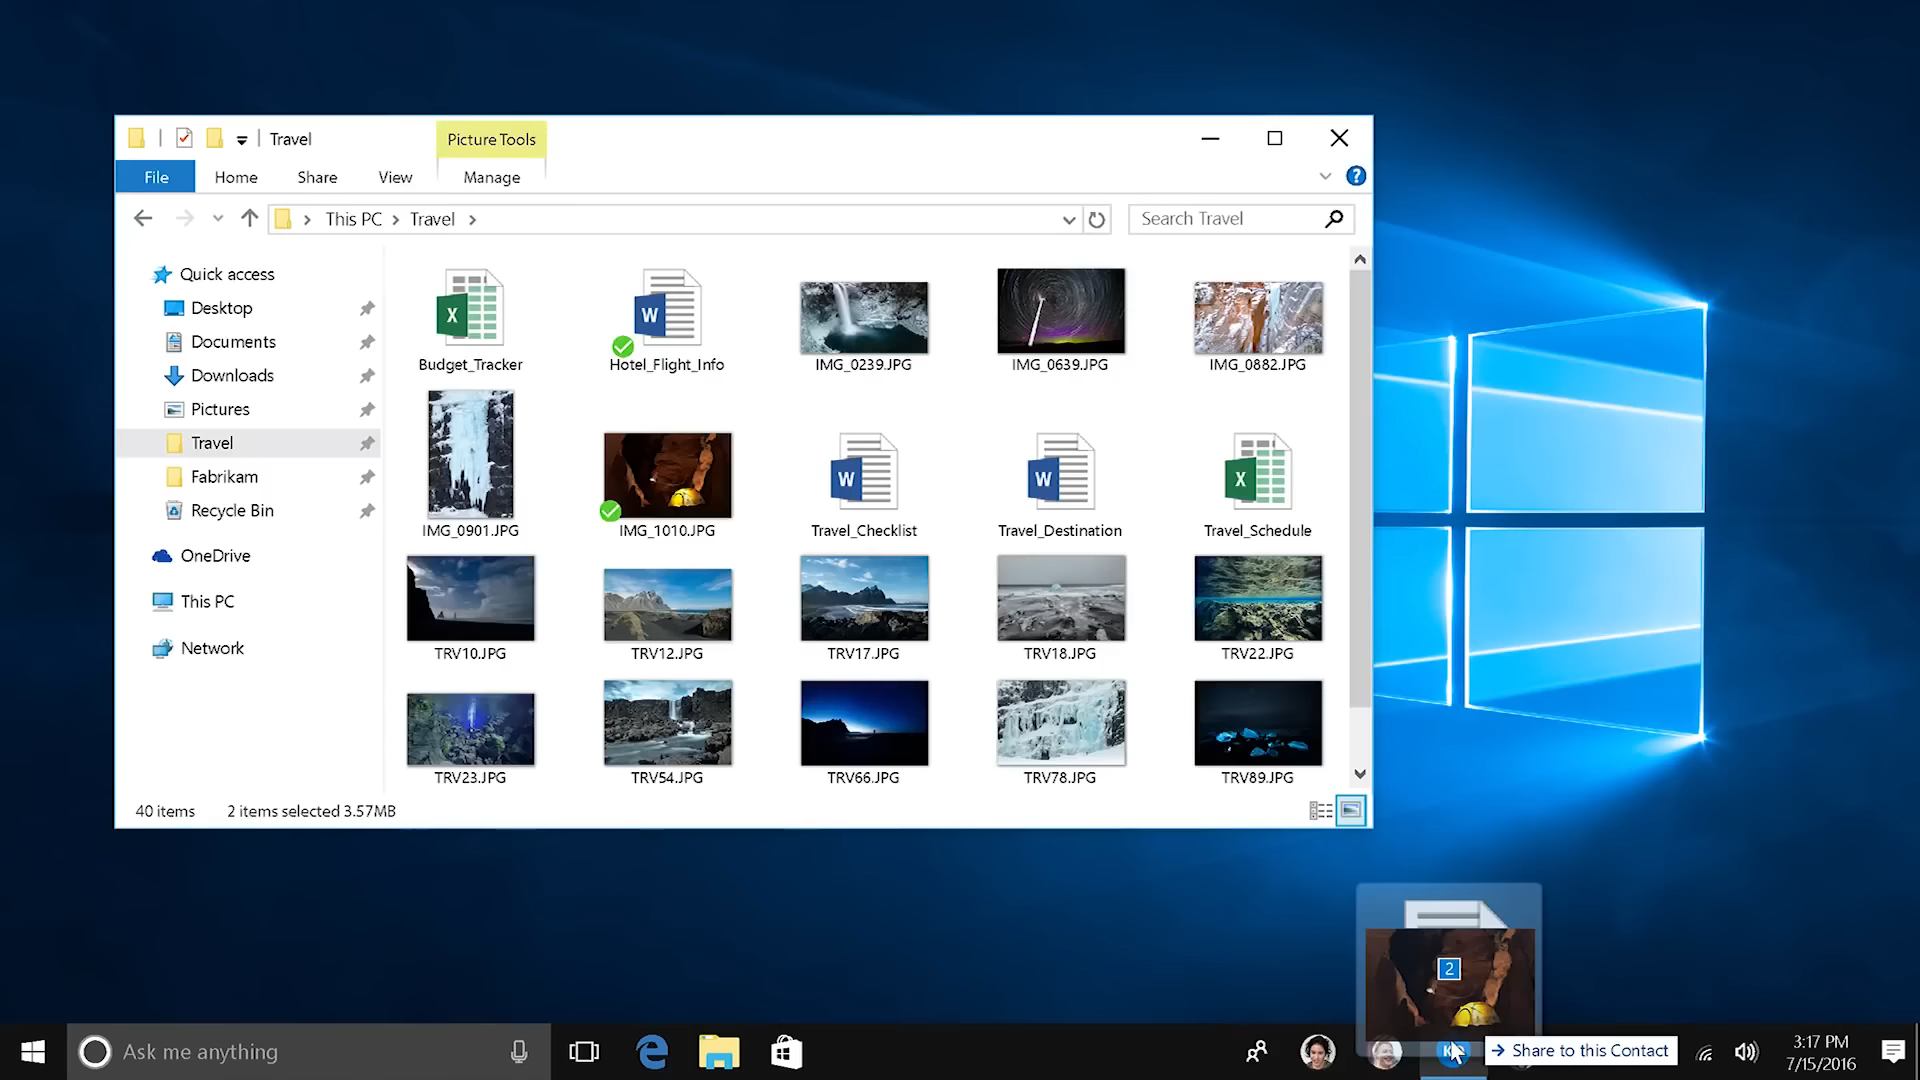 Travel
Picture Tools
File
Home
Share
View
Manage
?
This PC
Travel
Search Travel
Quick access
Desktop
Documents
Downloads
Pictures
Travel
Fabrikam
Recycle Bin
OneDrive
This PC
Network
X
W
Budget_Tracker
Hotel_Flight_Info
IMG_0239.JPG
IMG_0639.JPG
IMG_0882.JPG
W
W
X
IMG_0901.JPG
IMG_1010.JPG
Travel_Checklist
Travel_Destination
Travel_Schedule
TRV10.JPG
TRV12.JPG
TRV17.JPG
TRV18.JPG
TRV22.JPG
TRV23.JPG
TRV54.JPG
TRV66.JPG
TRV78.JPG
TRV89.JPG
40 items
2 items selected 3.57MB
2
Ask me anything
Share to this Contact
3:17 PM
7/15/2016